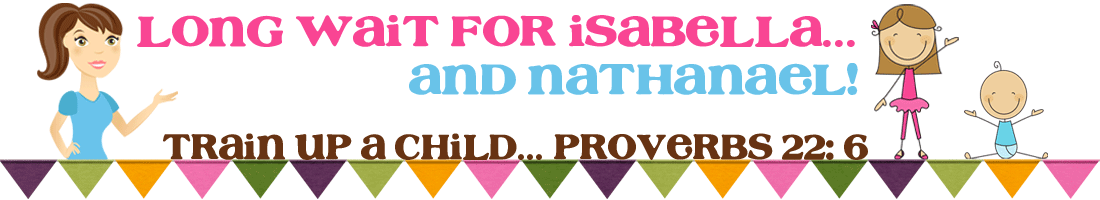 LONG WAIT FOR ISABELLA...
AND NATHANAEL!
TRAIN UP A CHILD... PROVERBS 22: 6